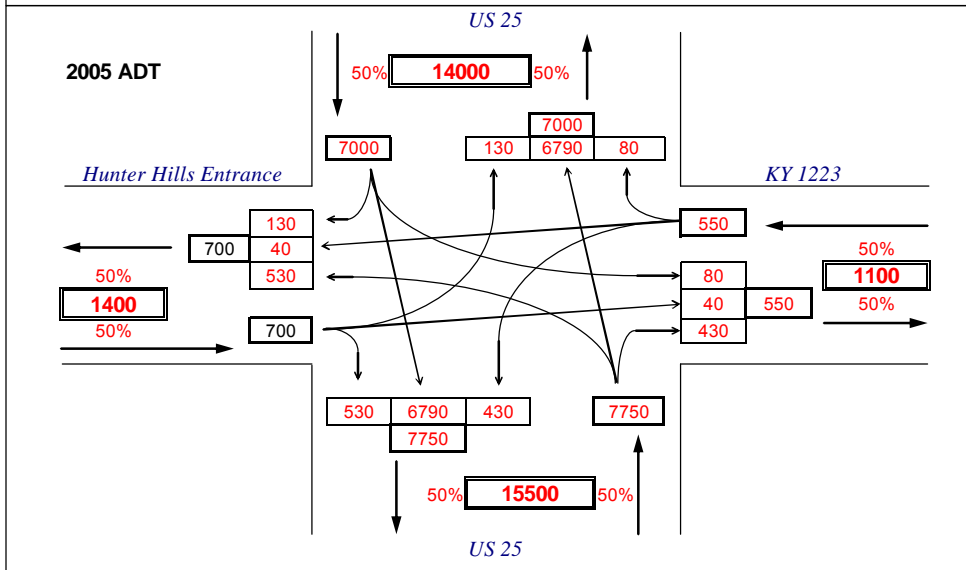 US 25
2005 ADT
50% 14000 50%
7000
7000 130 6790 80
Hunter Hills Entrance KY 1223
130 550
700 40 50%
50% 530 80 1100
1400 40 550 50%
50% 700 430
530 6790 430 7750
7750
50% 15500 50%
US 25